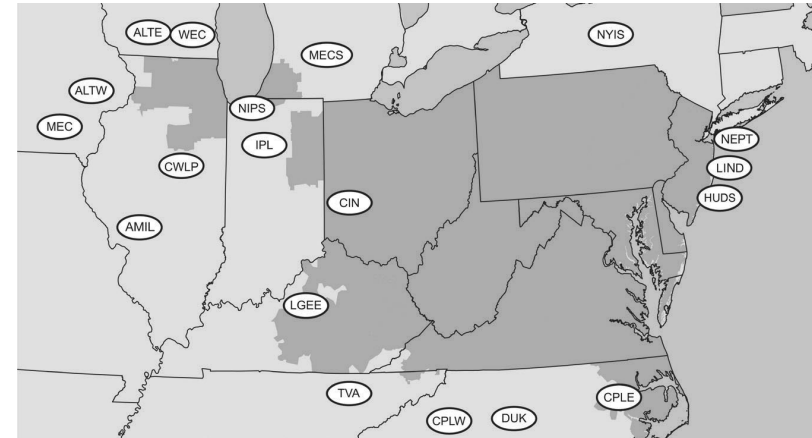 ALTE
WEC
MECS
NYIS
ALTW
NIPS
MEC
IPL
NEPT
CWLP
LIND
CIN
HUDS
AMIL
LGEE
TVA
CPLE
CPLW
DUK